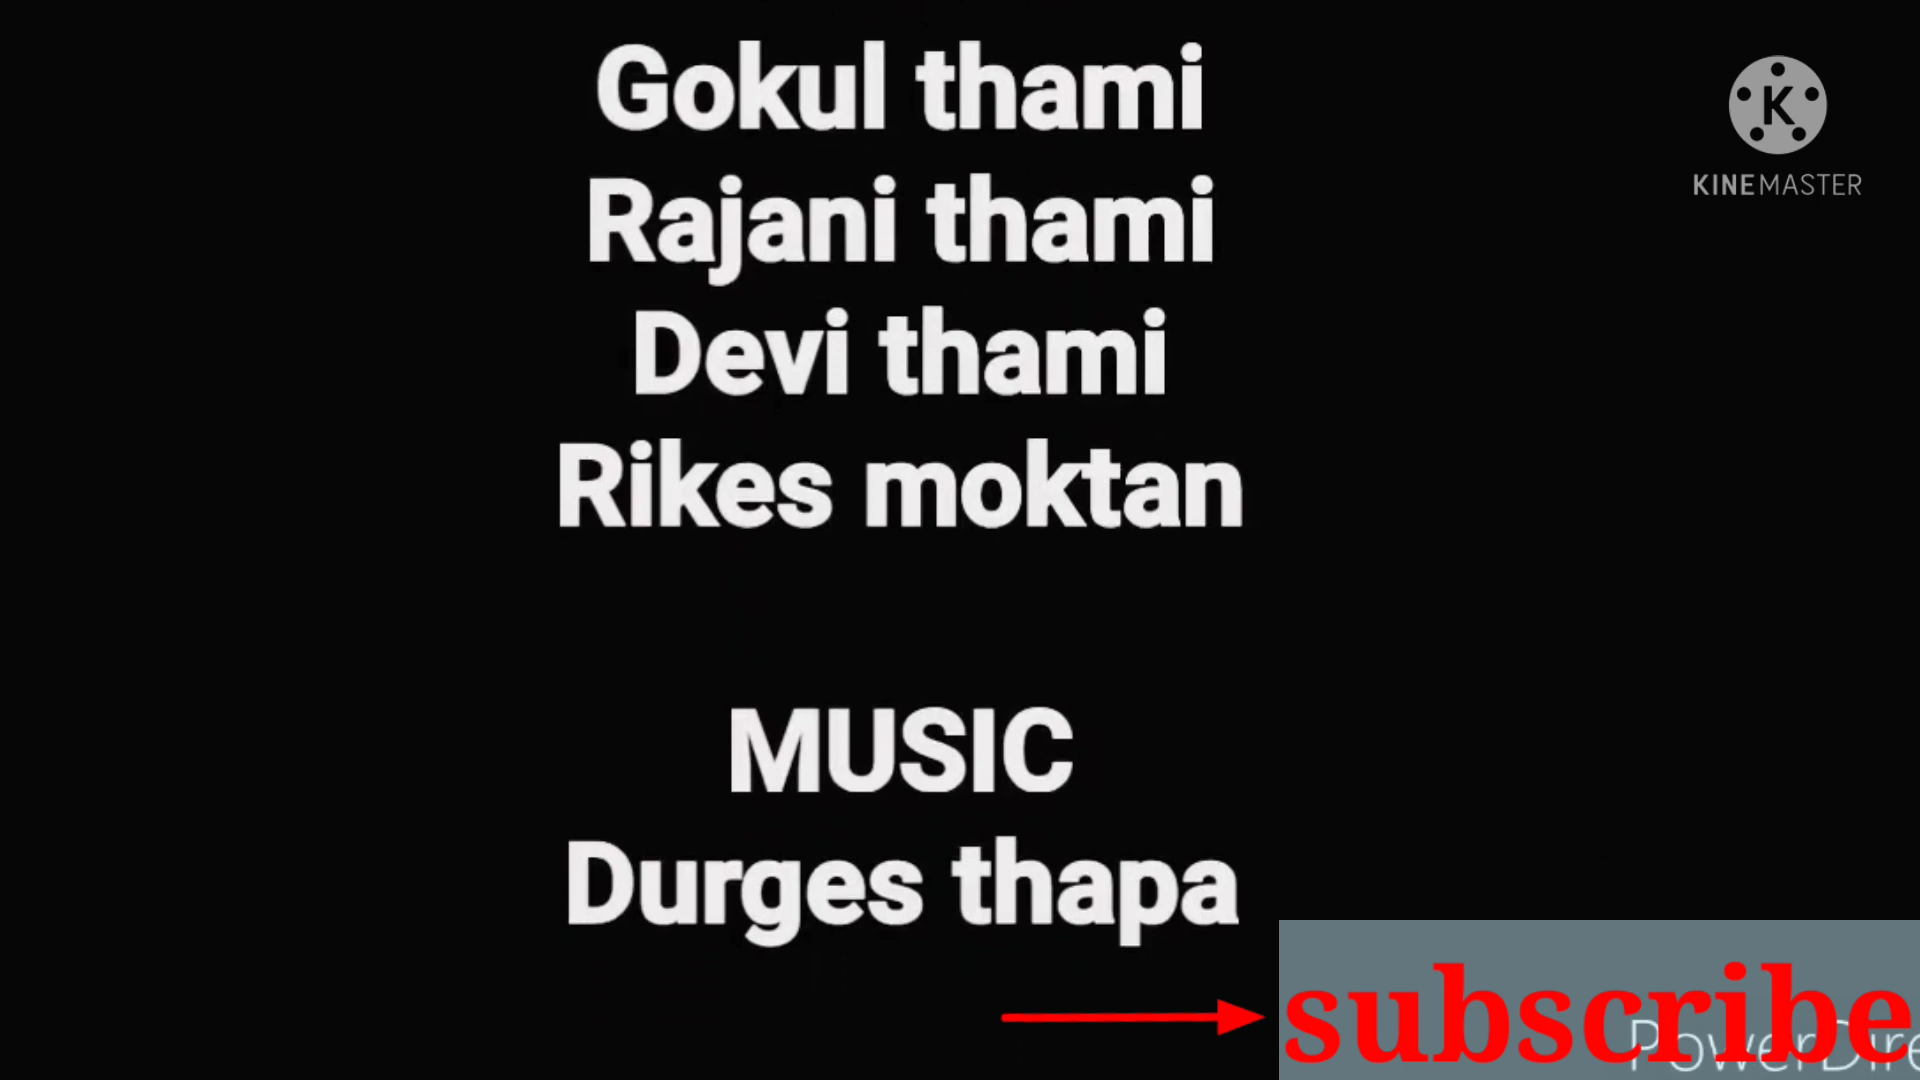 Gokul thami
Rajani thami
Devi thami
Rikes moktan
MUSIC
Durges thapa
K
KINEMASTER
subscribe